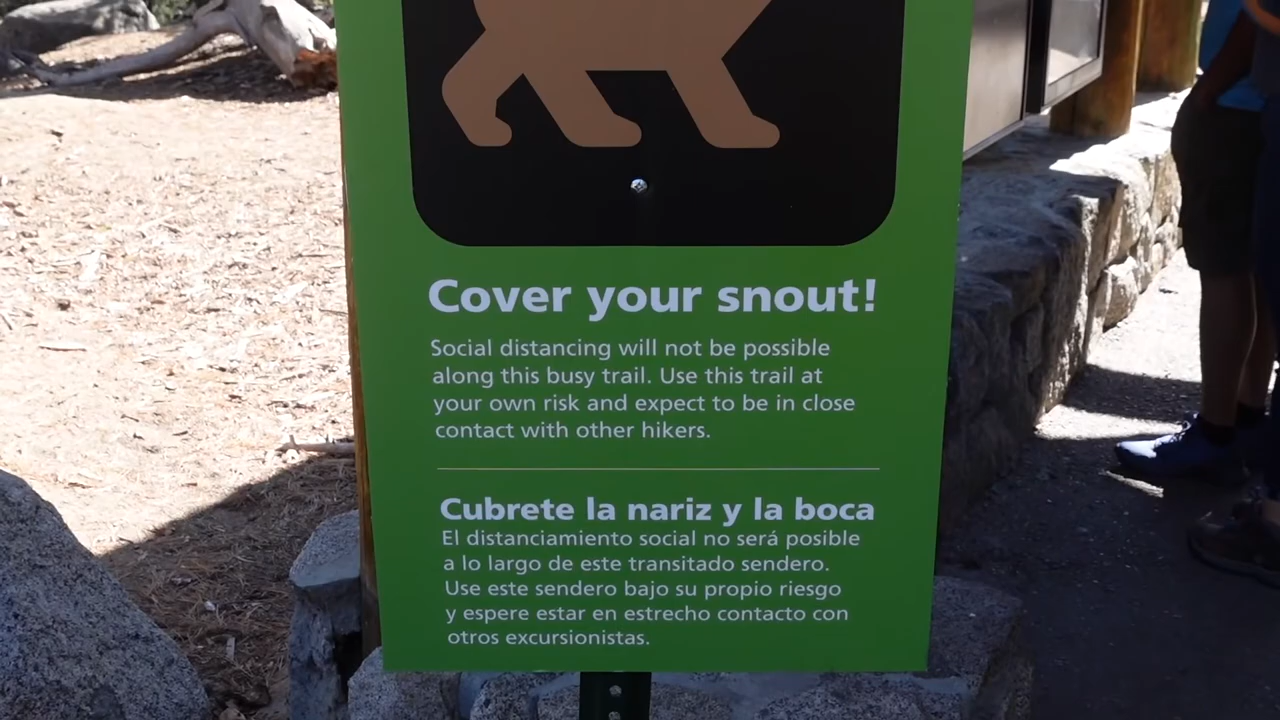 Cover your snout!
Social distancing will not be possible
along this busy trail. Use this trail at
your own risk and expect to be in close
contact with other hikers.
Cubrete la nariz y la boca
El distanciamiento social no será posible
a lo largo de este transitado sendero.
Use este sendero bajo su propio riesgo
y espere estar en estrecho contacto con
otros excursionistas.